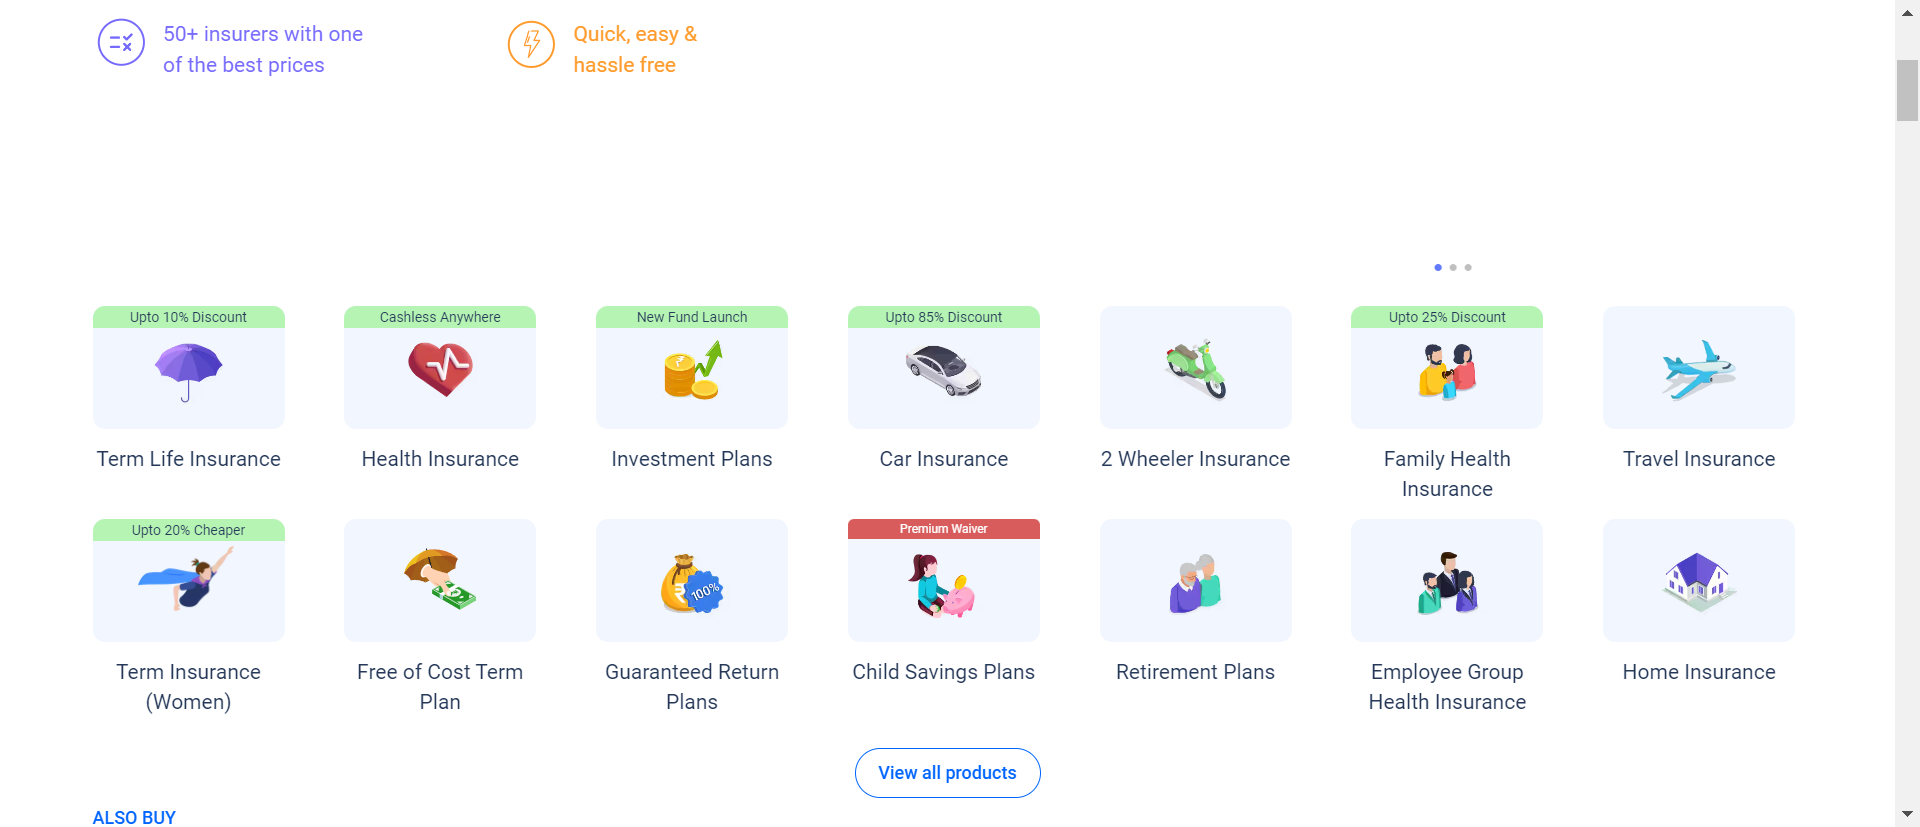 50+ insurers with one
of the best prices
Quick, easy &
hassle free
Upto 10% Discount
Cashless Anywhere
New Fund Launch
Upto 85% Discount
Upto 25% Discount
Term Life Insurance
Health Insurance
Investment Plans
Car Insurance
2 Wheeler Insurance
Family Health
Insurance
Travel Insurance
Upto 20% Cheaper
Premium Waiver
₹
100%
Term Insurance
(Women)
Free of Cost Term
Plan
Guaranteed Return
Plans
Child Savings Plans
Retirement Plans
Employee Group
Health Insurance
Home Insurance
View all products
ALSO BUY